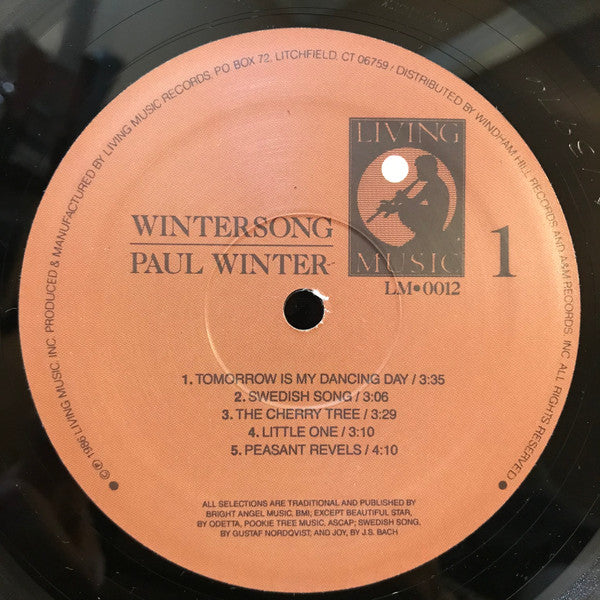 ℗© 1986 LIVING MUSIC, INC. PRODUCED & MANUFACTURED BY LIVING MUSIC RECORDS, PO BOX 72, LITCHFIELD, CT 06759 / DISTRIBUTED BY WINDHAM HILL RECORDS AND A&M RECORDS, INC. ALL RIGHTS RESERVED.
LIVING
MUSIC
LM•0012
WINTERSONG
PAUL WINTER
1
1. TOMORROW IS MY DANCING DAY / 3:35
2. SWEDISH SONG / 3:06
3. THE CHERRY TREE / 3:29
4. LITTLE ONE / 3:10
5. PEASANT REVELS / 4:10
ALL SELECTIONS ARE TRADITIONAL AND PUBLISHED BY
BRIGHT ANGEL MUSIC, BMI; EXCEPT BEAUTIFUL STAR,
BY ODETTA, POOKIE TREE MUSIC, ASCAP; SWEDISH SONG,
BY GUSTAF NORDQVIST; AND JOY, BY J.S. BACH